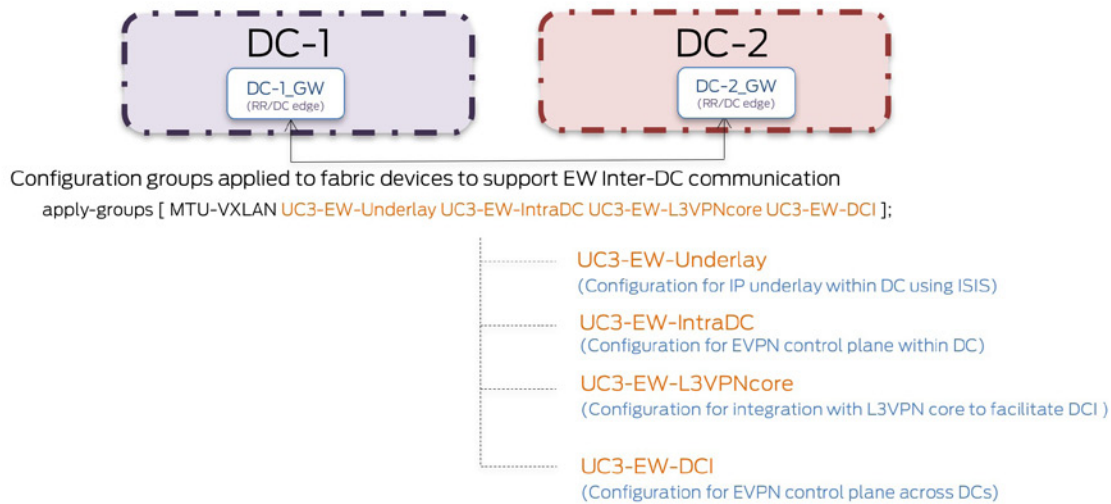 DC-1
DC-2
DC-1_GW
(RR/DC edge)
DC-2_GW
(RR/DC edge)
Configuration groups applied to fabric devices to support EW Inter-DC communication
apply-groups [ MTU-VXLAN UC3-EW-Underlay UC3-EW-IntraDC UC3-EW-L3VPNcore UC3-EW-DCI ];
UC3-EW-Underlay
(Configuration for IP underlay within DC using ISIS)
UC3-EW-IntraDC
(Configuration for EVPN control plane within DC)
UC3-EW-L3VPNcore
(Configuration for integration with L3VPN core to facilitate DCI )
UC3-EW-DCI
(Configuration for EVPN control plane across DCs)